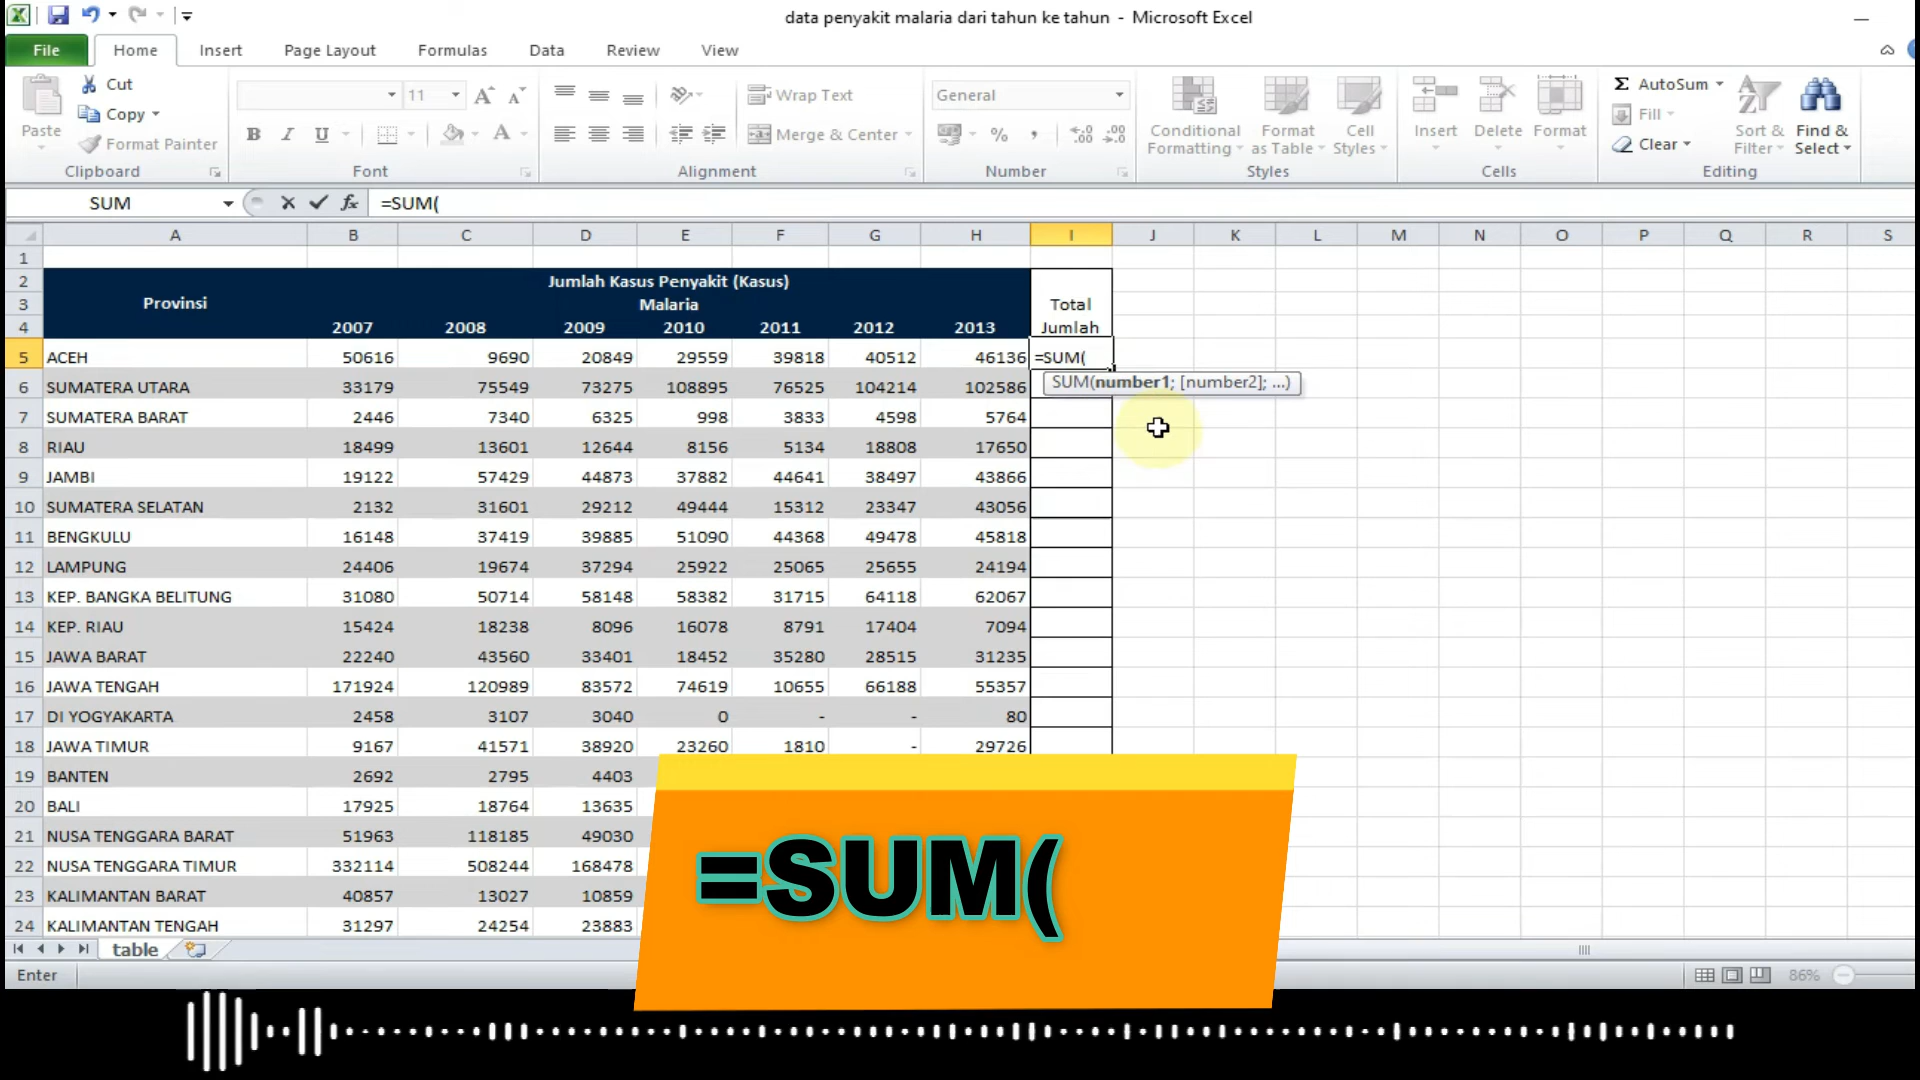 data penyakit malaria dari tahun ke tahun - Microsoft Excel
File Home Insert Page Layout Formulas Data Review View
Paste Cut Copy Format Painter Clipboard
11 B I U A Font
Wrap Text Merge & Center Alignment
General % , Number
Conditional Formatting Format as Table Cell Styles Styles
Insert Delete Format Cells
Σ AutoSum Fill Clear Sort & Filter Find & Select Editing
SUM fx =SUM(
A B C D E F G H I J K L M N O P Q R S
1
2 Jumlah Kasus Penyakit (Kasus)
3 Provinsi Malaria Total
4 2007 2008 2009 2010 2011 2012 2013 Jumlah
5 ACEH 50616 9690 20849 29559 39818 40512 46136 =SUM(
SUM(number1; [number2]; ...)
6 SUMATERA UTARA 33179 75549 73275 108895 76525 104214 102586
7 SUMATERA BARAT 2446 7340 6325 998 3833 4598 5764
8 RIAU 18499 13601 12644 8156 5134 18808 17650
9 JAMBI 19122 57429 44873 37882 44641 38497 43866
10 SUMATERA SELATAN 2132 31601 29212 49444 15312 23347 43056
11 BENGKULU 16148 37419 39885 51090 44368 49478 45818
12 LAMPUNG 24406 19674 37294 25922 25065 25655 24194
13 KEP. BANGKA BELITUNG 31080 50714 58148 58382 31715 64118 62067
14 KEP. RIAU 15424 18238 8096 16078 8791 17404 7094
15 JAWA BARAT 22240 43560 33401 18452 35280 28515 31235
16 JAWA TENGAH 171924 120989 83572 74619 10655 66188 55357
17 DI YOGYAKARTA 2458 3107 3040 0 - - 80
18 JAWA TIMUR 9167 41571 38920 23260 1810 - 29726
19 BANTEN 2692 2795 4403
20 BALI 17925 18764 13635
21 NUSA TENGGARA BARAT 51963 118185 49030
22 NUSA TENGGARA TIMUR 332114 508244 168478
23 KALIMANTAN BARAT 40857 13027 10859
24 KALIMANTAN TENGAH 31297 24254 23883
=SUM(
table
Enter 86%